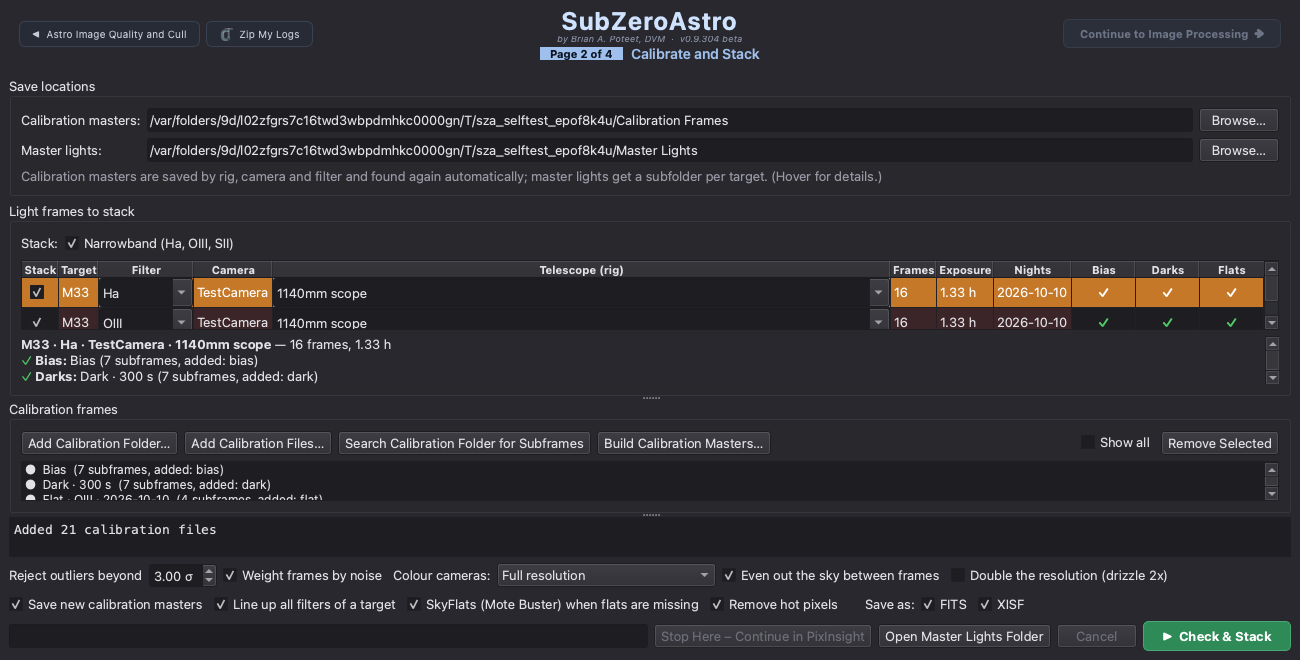 ◄ Astro Image Quality and Cull
Zip My Logs
SubZeroAstro
by Brian A. Poteet, DVM · v0.9.304 beta
Page 2 of 4 Calibrate and Stack
Continue to Image Processing
Save locations
Calibration masters: /var/folders/9d/l02zfgrs7c16twd3wbpdmhkc0000gn/T/sza_selftest_epof8k4u/Calibration Frames Browse...
Master lights: /var/folders/9d/l02zfgrs7c16twd3wbpdmhkc0000gn/T/sza_selftest_epof8k4u/Master Lights Browse...
Calibration masters are saved by rig, camera and filter and found again automatically; master lights get a subfolder per target. (Hover for details.)
Light frames to stack
Stack: ✓ Narrowband (Ha, OIII, SII)
Stack Target Filter Camera Telescope (rig) Frames Exposure Nights Bias Darks Flats
✓ M33 Ha TestCamera 1140mm scope 16 1.33 h 2026-10-10 ✓ ✓ ✓
✓ M33 OIII TestCamera 1140mm scope 16 1.33 h 2026-10-10 ✓ ✓ ✓
M33 · Ha · TestCamera · 1140mm scope — 16 frames, 1.33 h
✓ Bias: Bias (7 subframes, added: bias)
✓ Darks: Dark · 300 s (7 subframes, added: dark)
Calibration frames
Add Calibration Folder... Add Calibration Files... Search Calibration Folder for Subframes Build Calibration Masters... Show all Remove Selected
Bias (7 subframes, added: bias)
Dark · 300 s (7 subframes, added: dark)
Flat · OIII · 2026-10-10 (4 subframes, added: flat)
Added 21 calibration files
Reject outliers beyond 3.00 σ ✓ Weight frames by noise Colour cameras: Full resolution ✓ Even out the sky between frames Double the resolution (drizzle 2x)
✓ Save new calibration masters ✓ Line up all filters of a target ✓ SkyFlats (Mote Buster) when flats are missing ✓ Remove hot pixels Save as: ✓ FITS ✓ XISF
Stop Here – Continue in PixInsight Open Master Lights Folder Cancel ► Check & Stack